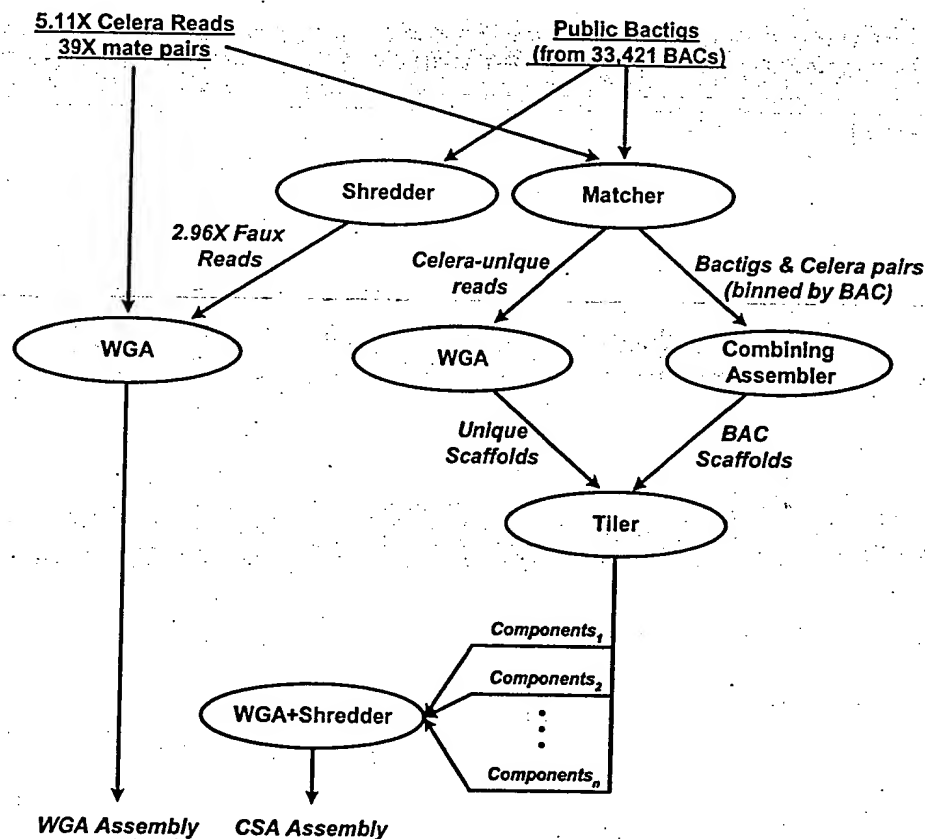 5.11X Celera Reads
39X mate pairs
Public Bactigs
(from 33,421 BACs)
Shredder
Matcher
2.96X Faux
Reads
Celera-unique
reads
Bactigs & Celera pairs
(binned by BAC)
WGA
WGA
Combining
Assembler
Unique
Scaffolds
BAC
Scaffolds
Tiler
Components1
Components2
WGA+Shredder
Componentsn
WGA Assembly
CSA Assembly